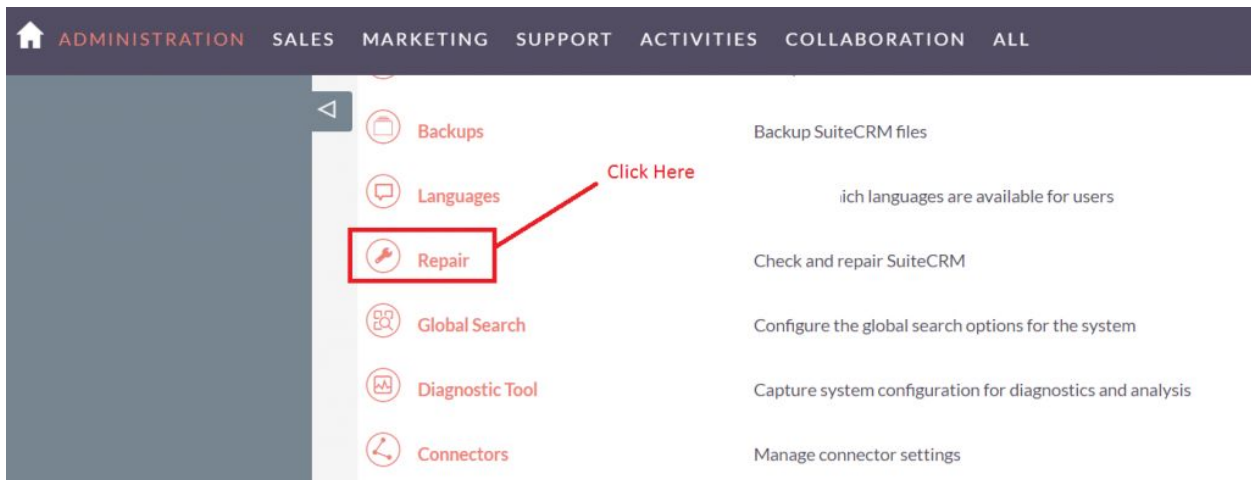 ADMINISTRATION SALES MARKETING SUPPORT ACTIVITIES COLLABORATION ALL
Backups Backup SuiteCRM files
Click Here
Languages which languages are available for users
Repair Check and repair SuiteCRM
Global Search Configure the global search options for the system
Diagnostic Tool Capture system configuration for diagnostics and analysis
Connectors Manage connector settings